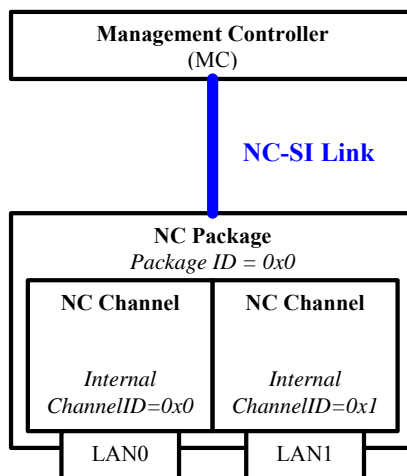 Management Controller
(MC)
NC-SI Link
NC Package
Package ID = 0x0
NC Channel
Internal
ChannelID=0x0
NC Channel
Internal
ChannelID=0x1
LAN0
LAN1